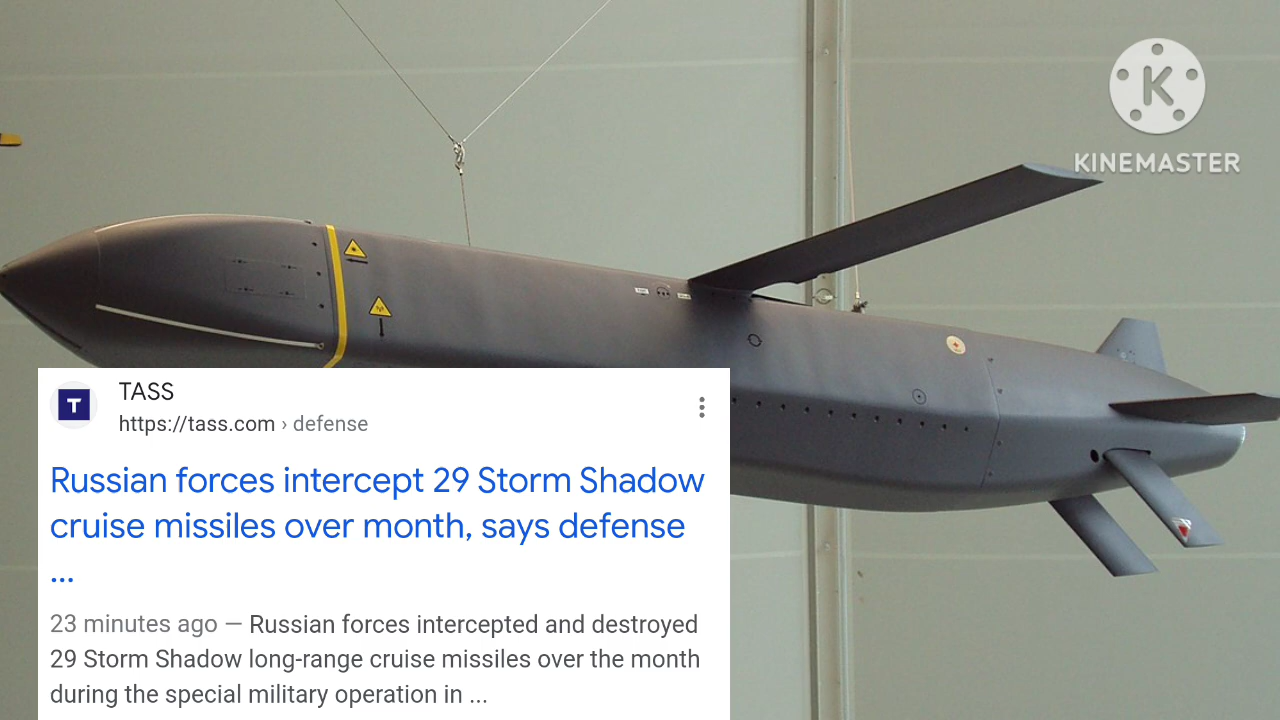 KINEMASTER
TASS
https://tass.com › defense
Russian forces intercept 29 Storm Shadow
cruise missiles over month, says defense
...
23 minutes ago — Russian forces intercepted and destroyed
29 Storm Shadow long-range cruise missiles over the month
during the special military operation in ...